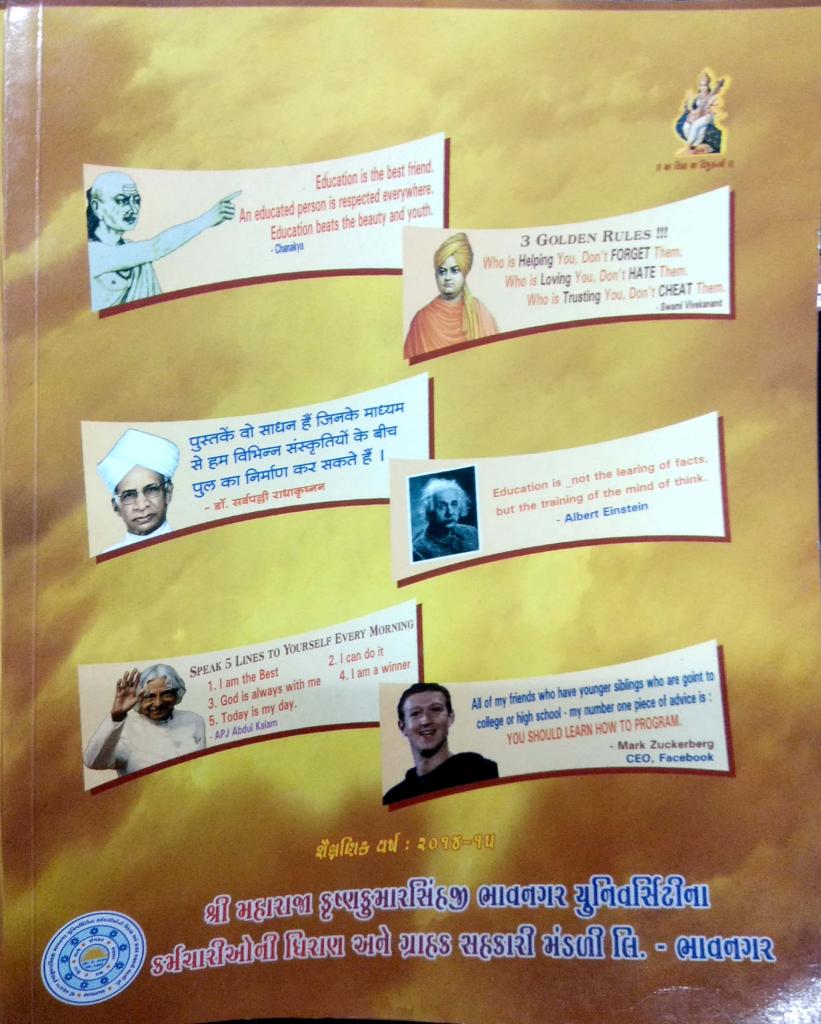 || સા વિદ્યા યા વિમુક્તયે ||
Education is the best friend.
An educated person is respected everywhere.
Education beats the beauty and youth.
- Chanakya
3 GOLDEN RULES !!!
Who is Helping You, Don't FORGET Them.
Who is Loving You, Don't HATE Them.
Who is Trusting You, Don't CHEAT Them.
- Swami Vivekanand
पुस्तकें वो साधन हैं जिनके माध्यम
से हम विभिन्न संस्कृतियों के बीच
पुल का निर्माण कर सकते हैं ।
- डॉ. सर्वपल्ली राधाकृष्नन
Education is _not the learing of facts,
but the training of the mind of think.
- Albert Einstein
SPEAK 5 LINES TO YOURSELF EVERY MORNING
1. I am the Best
2. I can do it
3. God is always with me
4. I am a winner
5. Today is my day.
- APJ Abdul Kalam
All of my friends who have younger siblings who are goint to
college or high school - my number one piece of advice is :
YOU SHOULD LEARN HOW TO PROGRAM.
- Mark Zuckerberg
CEO, Facebook
શૈક્ષણિક વર્ષ : ૨૦૧૪-૧૫
શ્રી મહારાજા કૃષ્ણકુમારસિંહજી ભાવનગર યુનિવર્સિટીના
કર્મચારીઓની ધિરાણ અને ગ્રાહક સહકારી મંડળી લિ. - ભાવનગર